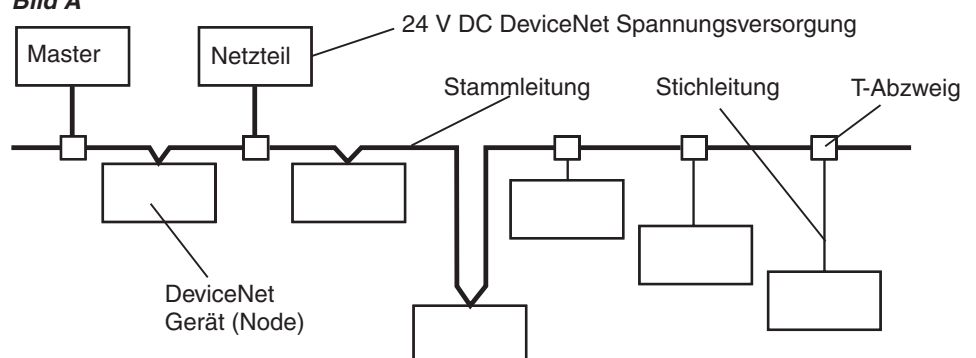 Bild A
24 V DC DeviceNet Spannungsversorgung
Master
Netzteil
Stammleitung
Stichleitung
T-Abzweig
DeviceNet
Gerät (Node)